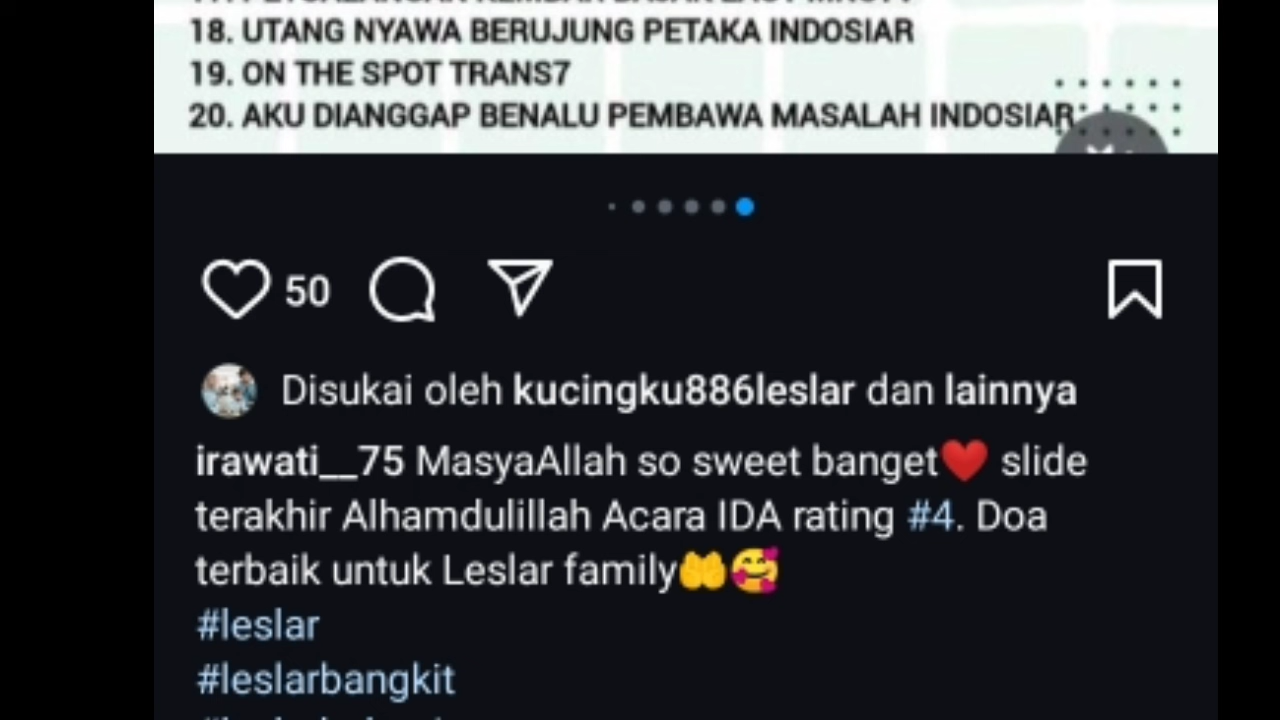 18. UTANG NYAWA BERUJUNG PETAKA INDOSIAR
19. ON THE SPOT TRANS7
20. AKU DIANGGAP BENALU PEMBAWA MASALAH INDOSIAR
50
Disukai oleh kucingku886leslar dan lainnya
irawati__75 MasyaAllah so sweet banget❤️ slide
terakhir Alhamdulillah Acara IDA rating #4. Doa
terbaik untuk Leslar family🤲🥰
#leslar
#leslarbangkit